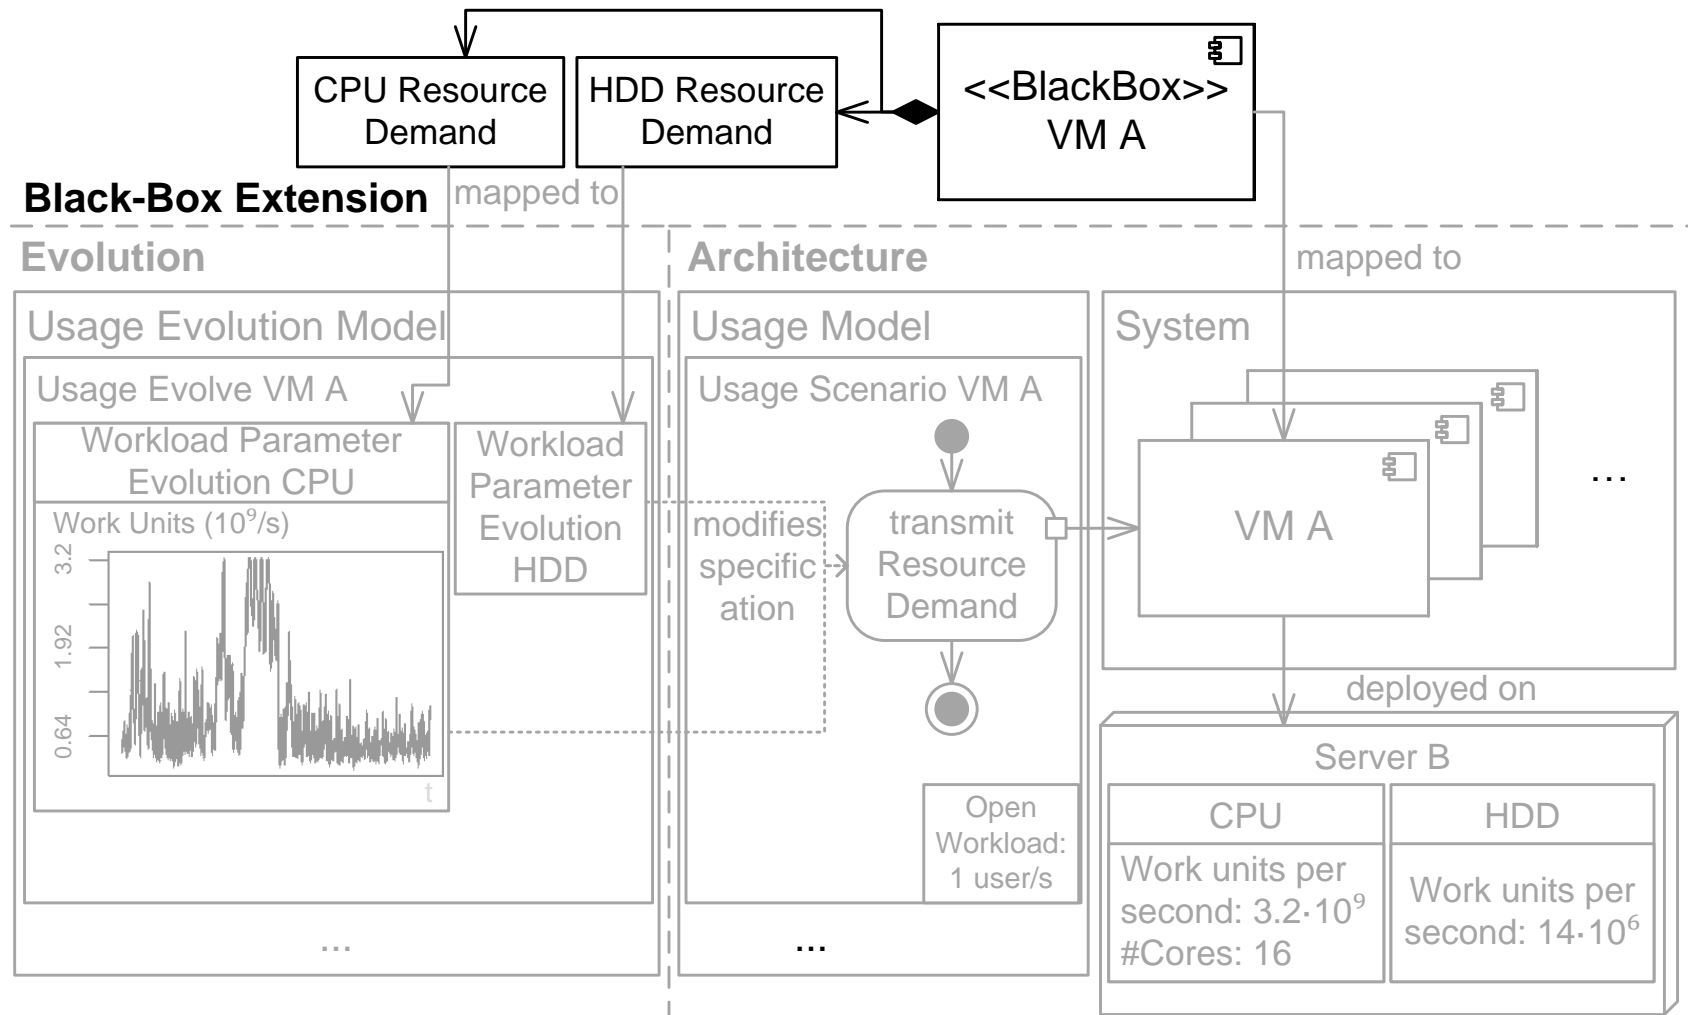 CPU Resource
Demand
HDD Resource
Demand
<<BlackBox>>
VM A
Black-Box Extension
mapped to
Evolution
Architecture
mapped to
Usage Evolution Model
Usage Evolve VM A
Workload Parameter
Evolution CPU
Work Units (10⁹/s)
3.2
1.92
0.64
t
Workload
Parameter
Evolution
HDD
...
modifies
specific
ation
Usage Model
Usage Scenario VM A
transmit
Resource
Demand
Open
Workload:
1 user/s
...
System
VM A
...
deployed on
Server B
CPU
Work units per
second: 3.2·10⁹
#Cores: 16
HDD
Work units per
second: 14·10⁶